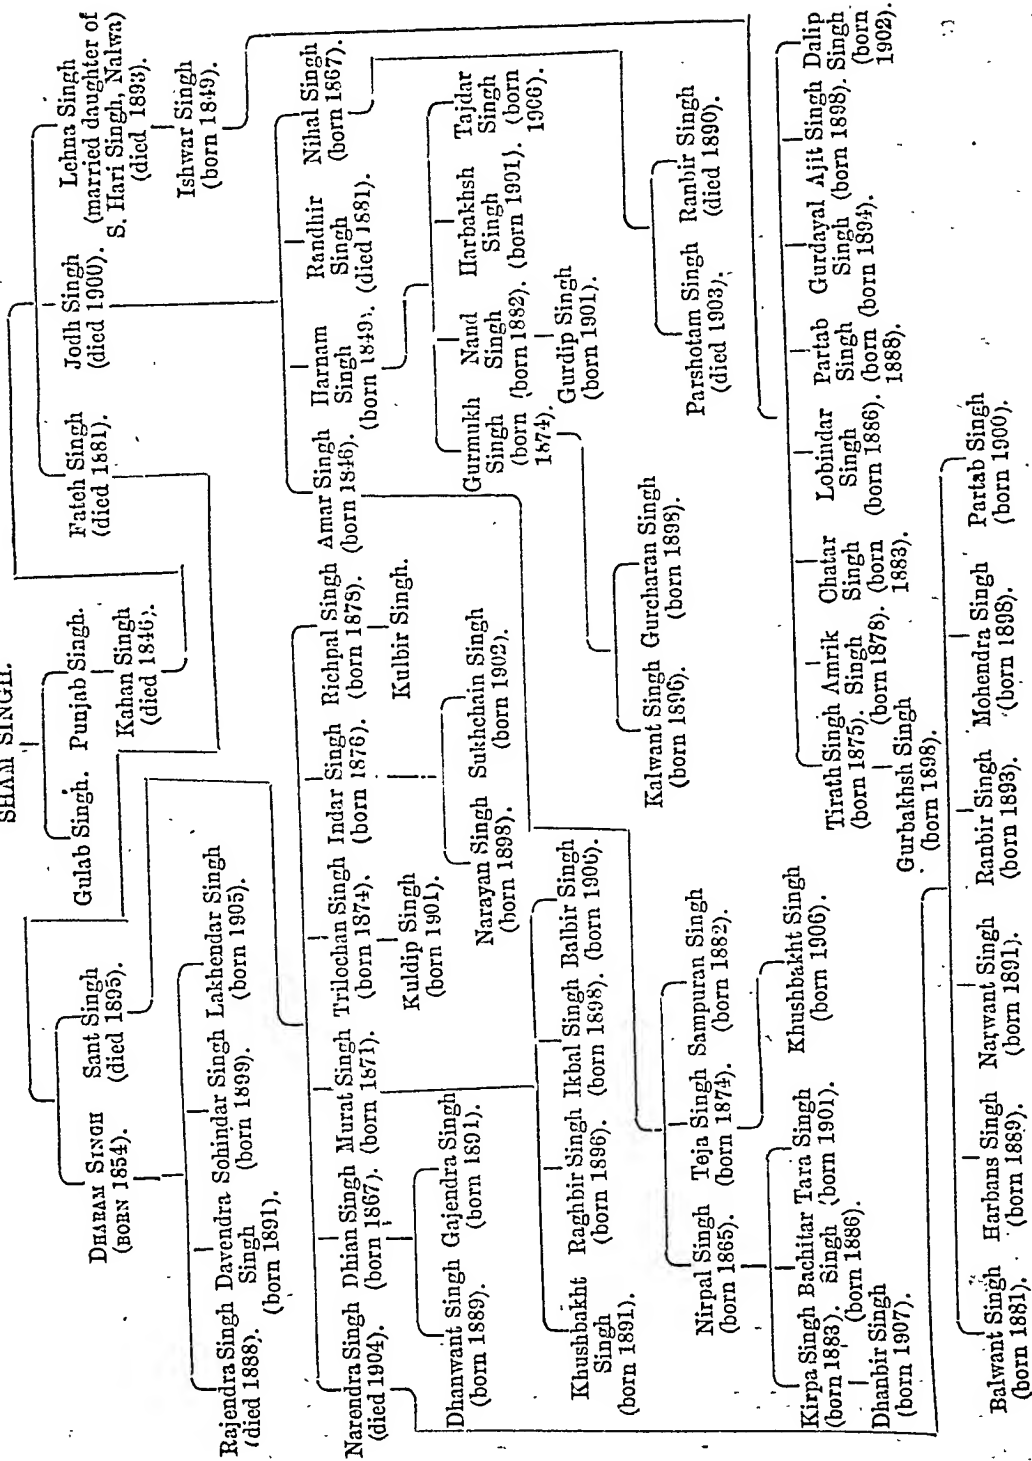 SHAM SINGH.
Gulab Singh. Punjab Singh.
Kahan Singh
(died 1846).
Fateh Singh
(died 1881).
Jodh Singh
(died 1900).
Lehna Singh
(married daughter of
S. Hari Singh, Nalwa)
(died 1893).
Ishwar Singh
(born 1849).
DHARAM SINGH
(BORN 1854).
Sant Singh
(died 1895).
Rajendra Singh
(died 1888).
Davendra
Singh
(born 1891).
Sohindar Singh
(born 1899).
Lakhendar Singh
(born 1905).
Amar Singh
(born 1846).
Harnam
Singh
(born 1849).
Randhir
Singh
(died 1881).
Nihal Singh
(born 1867).
Narendra Singh
(died 1904).
Dhian Singh
(born 1867).
Murat Singh
(born 1871).
Trilochan Singh
(born 1874).
Indar Singh
(born 1876).
Richpal Singh
(born 1878).
Kuldip Singh
(born 1901).
Kulbir Singh.
Gurmukh
Singh
(born
1874).
Nand
Singh
(born 1882).
Harbakhsh
Singh
(born 1901).
Tajdar
Singh
(born
1906).
Gurdip Singh
(born 1901).
Dhanwant Singh
(born 1889).
Gajendra Singh
(born 1891).
Narayan Singh
(born 1898).
Sukhchain Singh
(born 1902).
Khushbakht
Singh
(born 1891).
Raghbir Singh
(born 1896).
Ikbal Singh
(born 1898).
Balbir Singh
(born 1906).
Kalwant Singh
(born 1896).
Gurcharan Singh
(born 1898).
Parshotam Singh
(died 1903).
Ranbir Singh
(died 1890).
Nirpal Singh
(born 1865).
Teja Singh
(born 1874).
Sampuran Singh
(born 1882).
Kirpa Singh
(born 1883).
Bachitar
Singh
(born 1886).
Tara Singh
(born 1901).
Khushbakht Singh
(born 1906).
Dhanbir Singh
(born 1907).
Tirath Singh
(born 1875).
Amrik
Singh
(born 1878).
Chatar
Singh
(born
1883).
Lobindar
Singh
(born 1886).
Partab
Singh
(born
1888).
Gurdayal
Singh
(born 1894).
Ajit Singh
(born 1898).
Dalip
Singh
(born
1902).
Gurbakhsh Singh
(born 1898).
Balwant Singh
(born 1881).
Harbans Singh
(born 1889).
Narwant Singh
(born 1891).
Ranbir Singh
(born 1893).
Mohendra Singh
(born 1898).
Partab Singh
(born 1900).